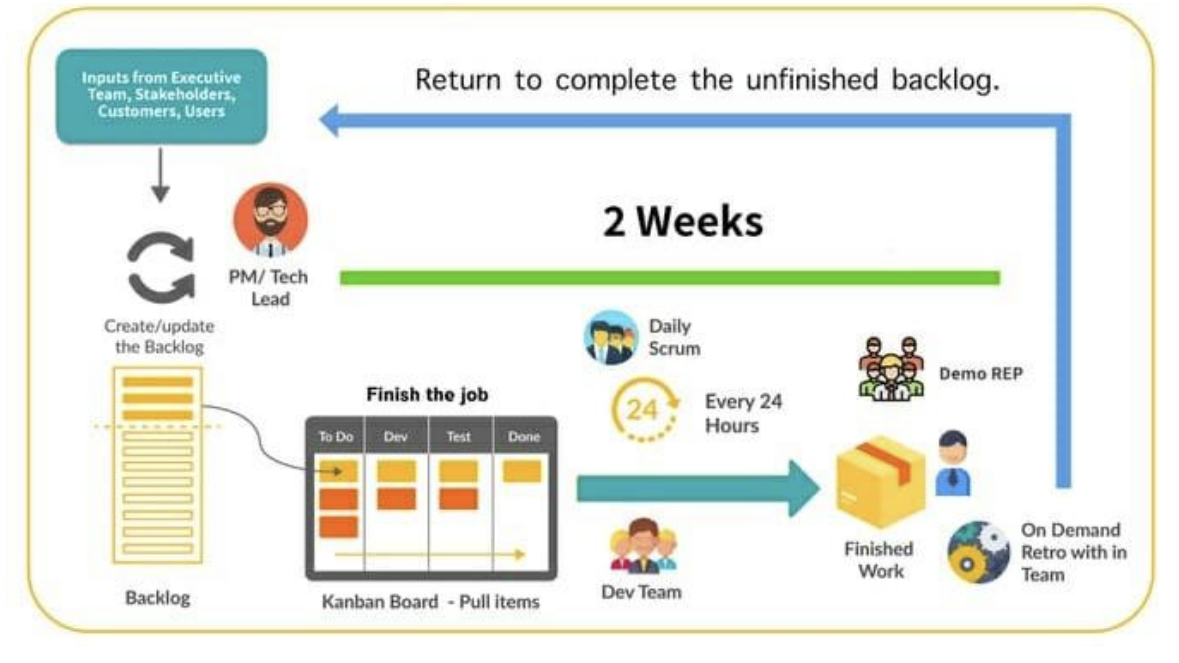 Inputs from Executive
Team, Stakeholders,
Customers, Users
Return to complete the unfinished backlog.
2 Weeks
PM/ Tech
Lead
Create/update
the Backlog
Daily
Scrum
24
Every 24
Hours
Demo REP
Finish the job
To Do
Dev
Test
Done
Finished
Work
On Demand
Retro with in
Team
Backlog
Kanban Board - Pull items
Dev Team